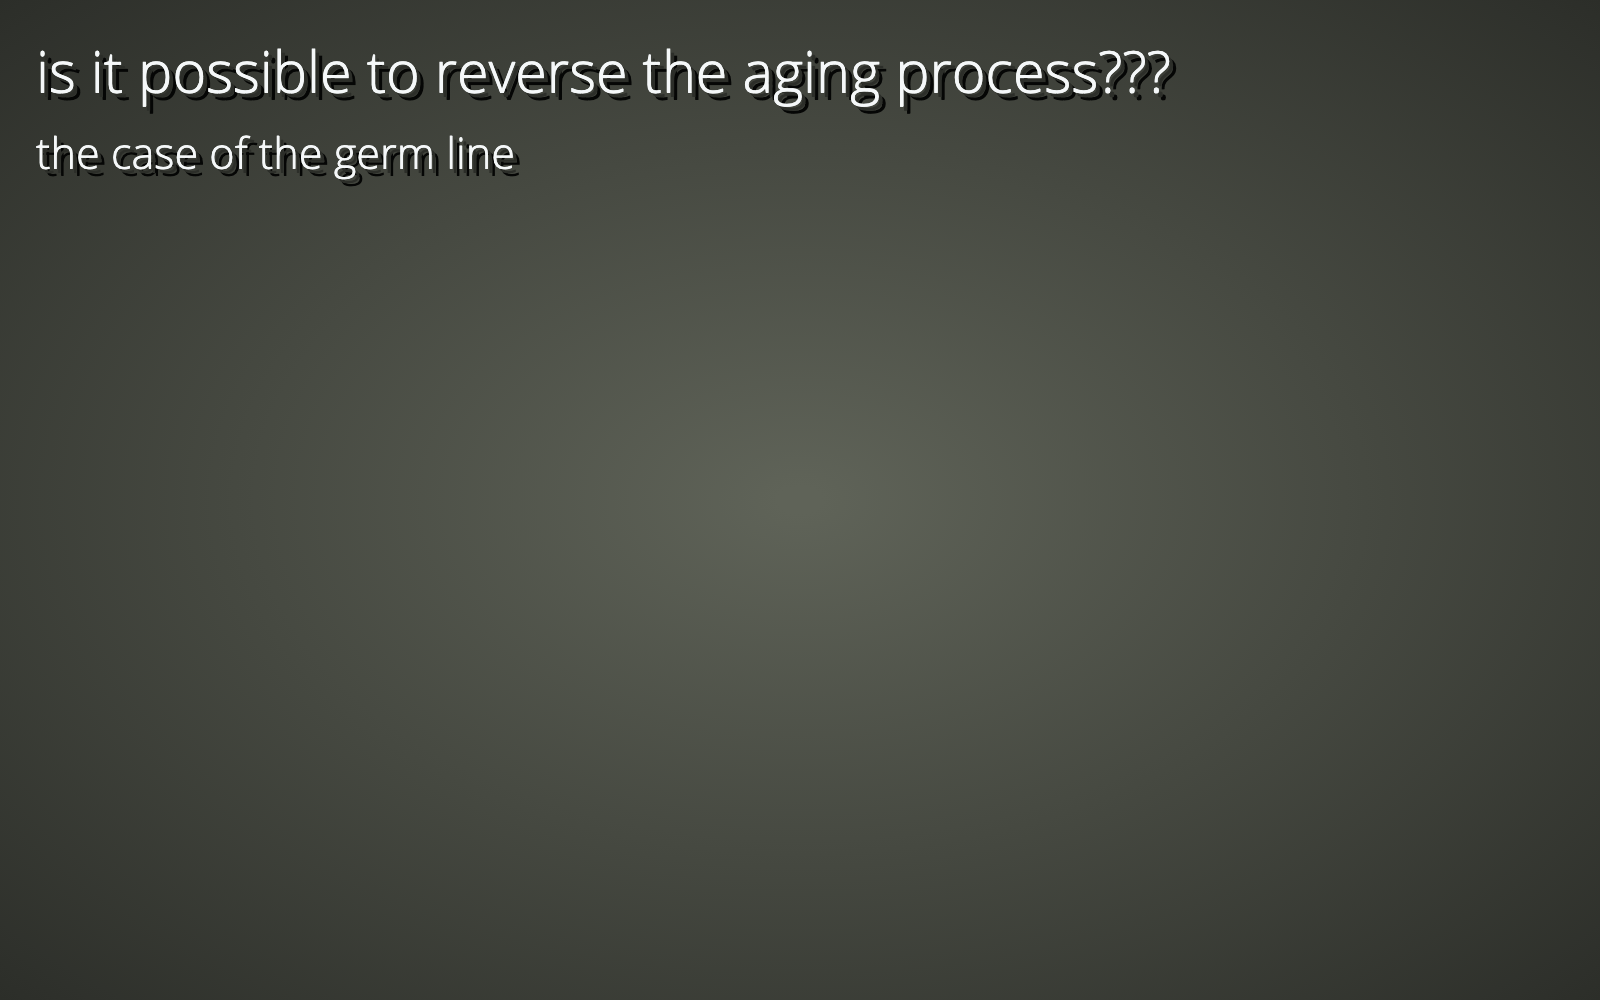 is it possible to reverse the aging process???
the case of the germ line